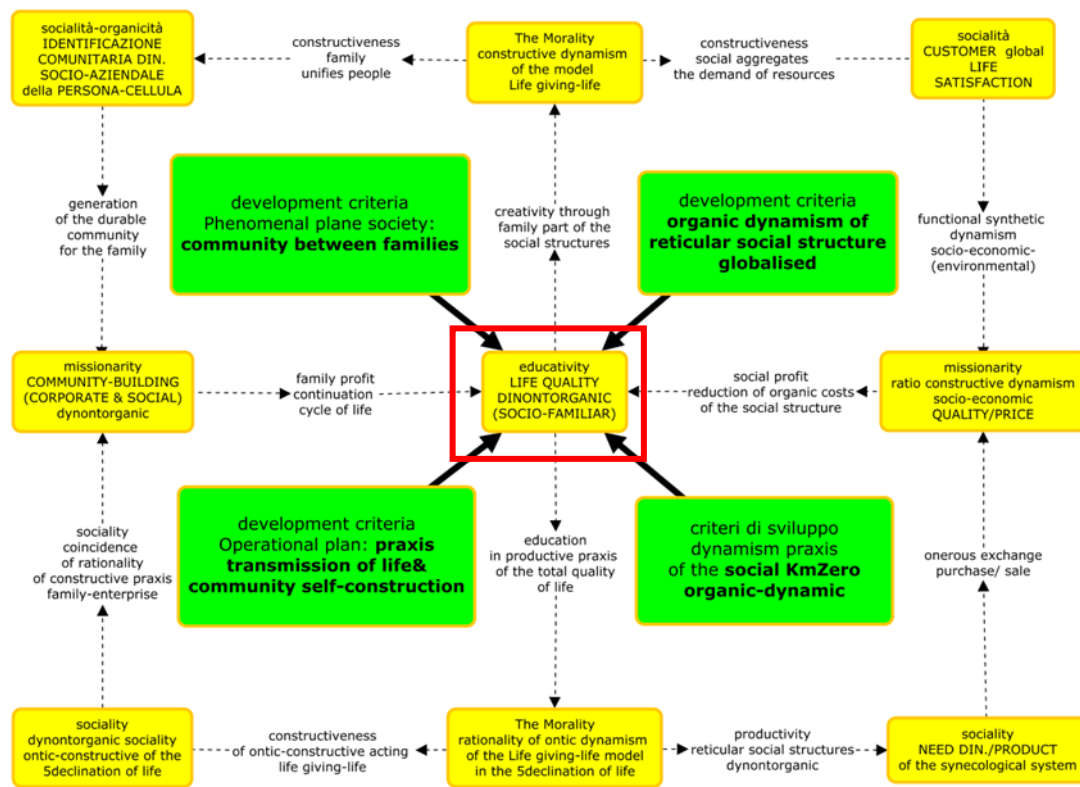 socialità-organicità
IDENTIFICAZIONE
COMUNITARIA DIN.
SOCIO-AZIENDALE
della PERSONA-CELLULA
constructiveness
family
unifies people
The Morality
constructive dynamism
of the model
Life giving-life
constructiveness
social aggregates
the demand of resources
socialità
CUSTOMER global
LIFE
SATISFACTION
generation
of the durable
community
for the family
development criteria
Phenomenal plane society:
community between families
creativity through
family part of the
social structures
development criteria
organic dynamism of
reticular social structure
globalised
functional synthetic
dynamism
socio-economic-
(environmental)
missionarity
COMMUNITY-BUILDING
(CORPORATE & SOCIAL)
dynontorganic
family profit
continuation
cycle of life
educativity
LIFE QUALITY
DINONTORGANIC
(SOCIO-FAMILIAR)
social profit
reduction of organic costs
of the social structure
missionarity
ratio constructive dynamism
socio-economic
QUALITY/PRICE
sociality
coincidence
of rationality
of constructive praxis
family-enterprise
development criteria
Operational plan: praxis
transmission of life&
community self-construction
education
in productive praxis
of the total quality
of life
criteri di sviluppo
dynamism praxis
of the social KmZero
organic-dynamic
onerous exchange
purchase/ sale
sociality
dynontorganic sociality
ontic-constructive of the
5declination of life
constructiveness
of ontic-constructive acting
life giving-life
The Morality
rationality of ontic dynamism
of the Life giving-life model
in the 5declination of life
productivity
reticular social structures
dynontorganic
sociality
NEED DIN./PRODUCT
of the synecological system